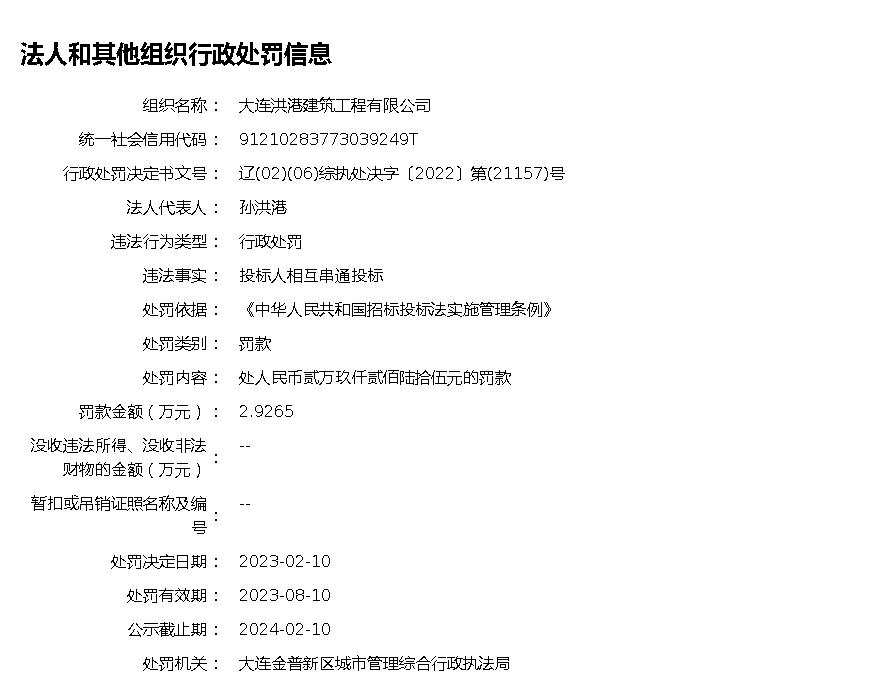 法人和其他组织行政处罚信息
组织名称： 大连洪港建筑工程有限公司
统一社会信用代码： 91210283773039249T
行政处罚决定书文号： 辽(02)(06)综执处决字〔2022〕第(21157)号
法人代表人： 孙洪港
违法行为类型： 行政处罚
违法事实： 投标人相互串通投标
处罚依据： 《中华人民共和国招标投标法实施管理条例》
处罚类别： 罚款
处罚内容： 处人民币贰万玖仟贰佰陆拾伍元的罚款
罚款金额（万元）： 2.9265
没收违法所得、没收非法
财物的金额（万元）： --
暂扣或吊销证照名称及编
号： --
处罚决定日期： 2023-02-10
处罚有效期： 2023-08-10
公示截止期： 2024-02-10
处罚机关： 大连金普新区城市管理综合行政执法局